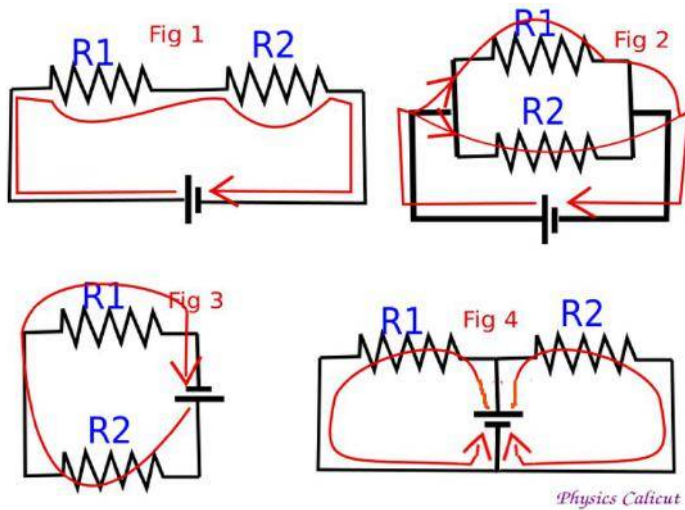 R1 Fig 1 R2
R1 Fig 2
R2
R1 Fig 3
R2
R1 Fig 4 R2
Physics Calicut